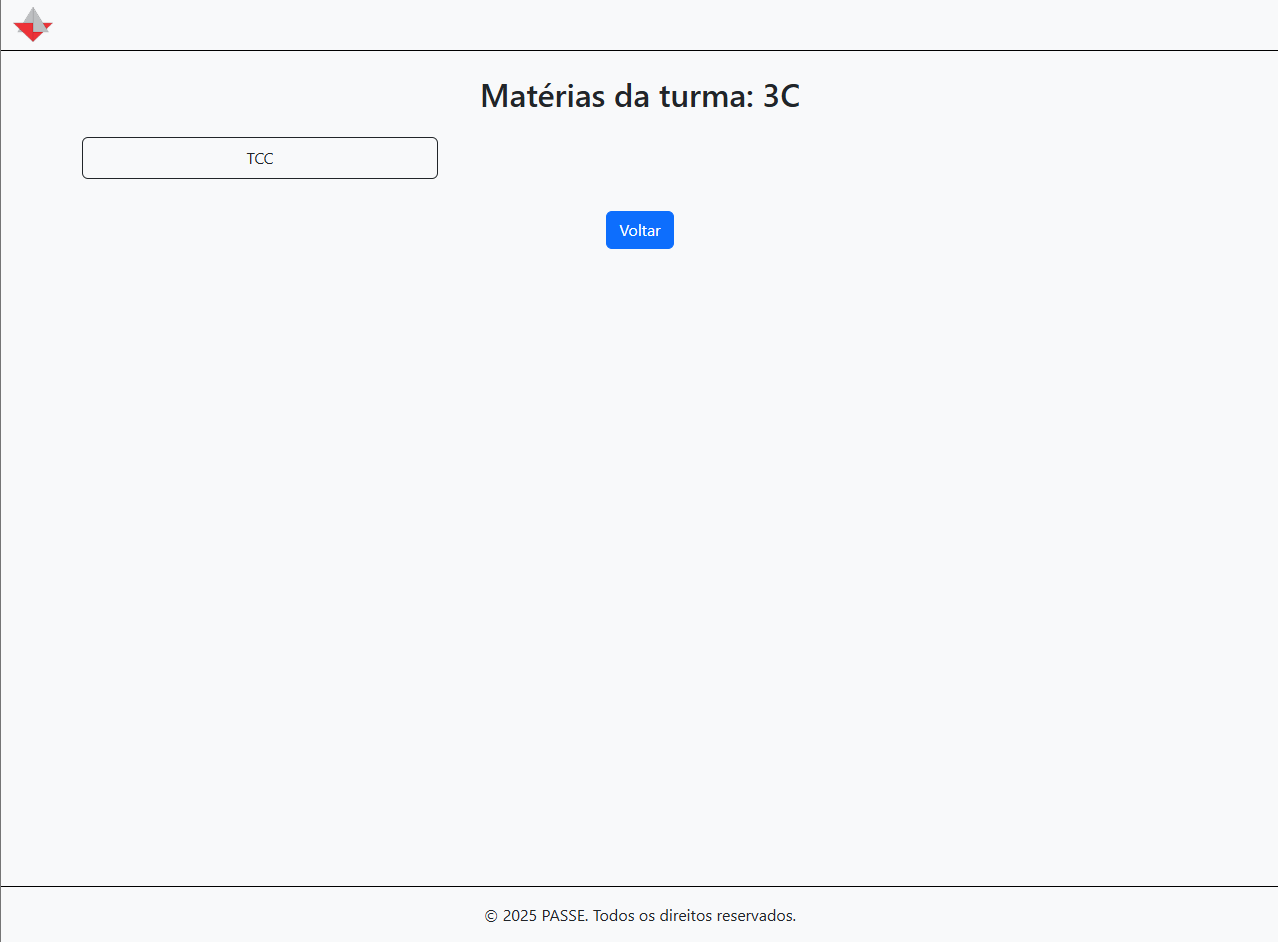 Matérias da turma: 3C
TCC
Voltar
© 2025 PASSE. Todos os direitos reservados.